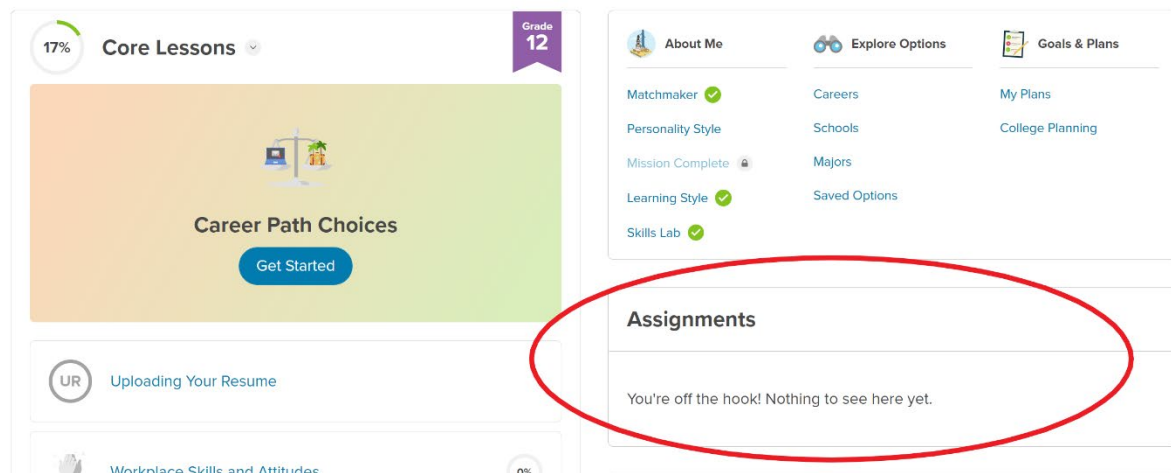 17%
Core Lessons
Grade
12
Career Path Choices
Get Started
UR
Uploading Your Resume
Workplace Skills and Attitudes
0%
About Me
Matchmaker
Personality Style
Mission Complete
Learning Style
Skills Lab
Explore Options
Careers
Schools
Majors
Saved Options
Goals & Plans
My Plans
College Planning
Assignments
You're off the hook! Nothing to see here yet.